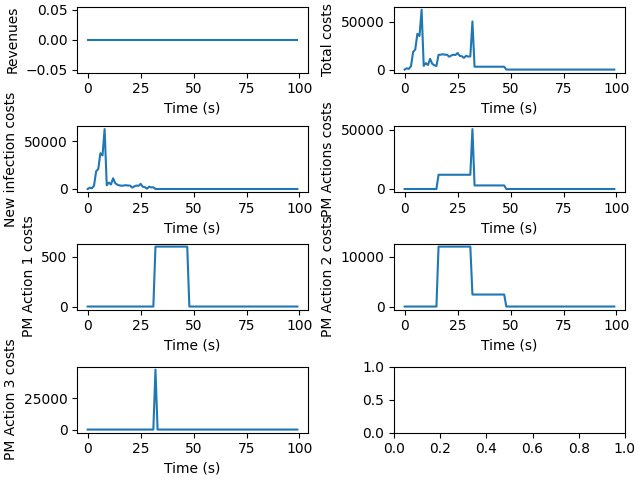 Revenues
0.05
0.00
−0.05
0 25 50 75 100
Time (s)
Total costs
50000
0
0 25 50 75 100
Time (s)
New infection costs
50000
0
0 25 50 75 100
Time (s)
PM Actions costs
50000
0
0 25 50 75 100
Time (s)
PM Action 1 costs
500
0
0 25 50 75 100
Time (s)
PM Action 2 costs
10000
0
0 25 50 75 100
Time (s)
PM Action 3 costs
25000
0
0 25 50 75 100
Time (s)
1.0
0.5
0.0
0.0 0.2 0.4 0.6 0.8 1.0